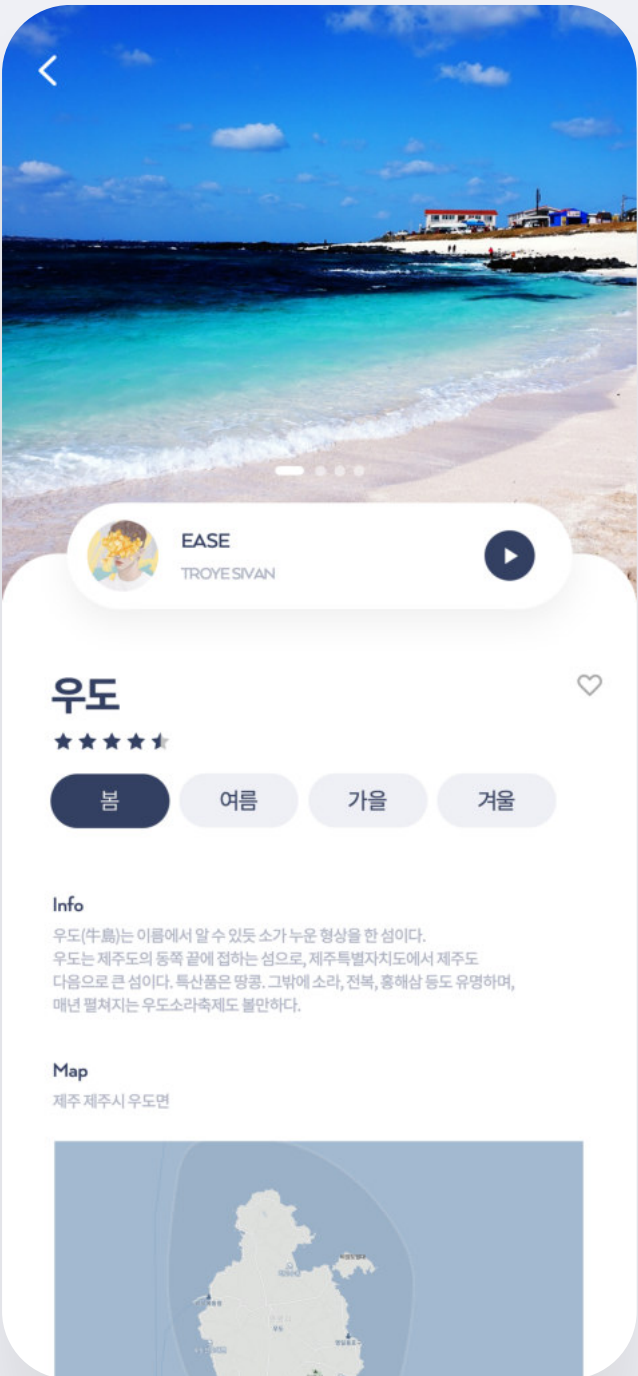 EASE
TROYE SIVAN
우도
봄
여름
가을
겨울
Info
우도(牛島)는 이름에서 알 수 있듯 소가 누운 형상을 한 섬이다.
우도는 제주도의 동쪽 끝에 접하는 섬으로, 제주특별자치도에서 제주도
다음으로 큰 섬이다. 특산품은 땅콩. 그밖에 소라, 전복, 홍해삼 등도 유명하며,
매년 펼쳐지는 우도소라축제도 볼만하다.
Map
제주 제주시 우도면